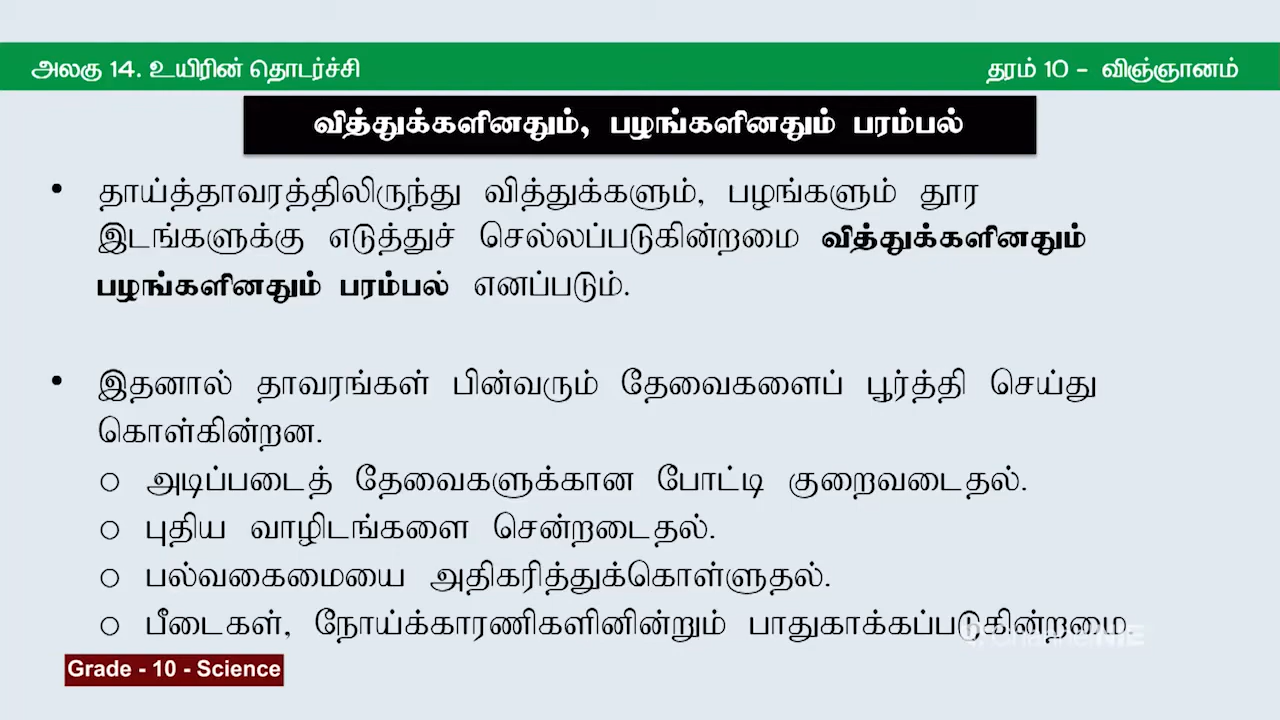 அலகு 14. உயிரின் தொடர்ச்சி
தரம் 10 - விஞ்ஞானம்
வித்துக்களினதும், பழங்களினதும் பரம்பல்
• தாய்த்தாவரத்திலிருந்து வித்துக்களும், பழங்களும் தூர
இடங்களுக்கு எடுத்துச் செல்லப்படுகின்றமை வித்துக்களினதும்
பழங்களினதும் பரம்பல் எனப்படும்.
• இதனால் தாவரங்கள் பின்வரும் தேவைகளைப் பூர்த்தி செய்து
கொள்கின்றன.
o அடிப்படைத் தேவைகளுக்கான போட்டி குறைவடைதல்.
o புதிய வாழிடங்களை சென்றடைதல்.
o பல்வகைமையை அதிகரித்துக்கொள்ளுதல்.
o பீடைகள், நோய்க்காரணிகளினின்றும் பாதுகாக்கப்படுகின்றமை.
Grade - 10 - Science